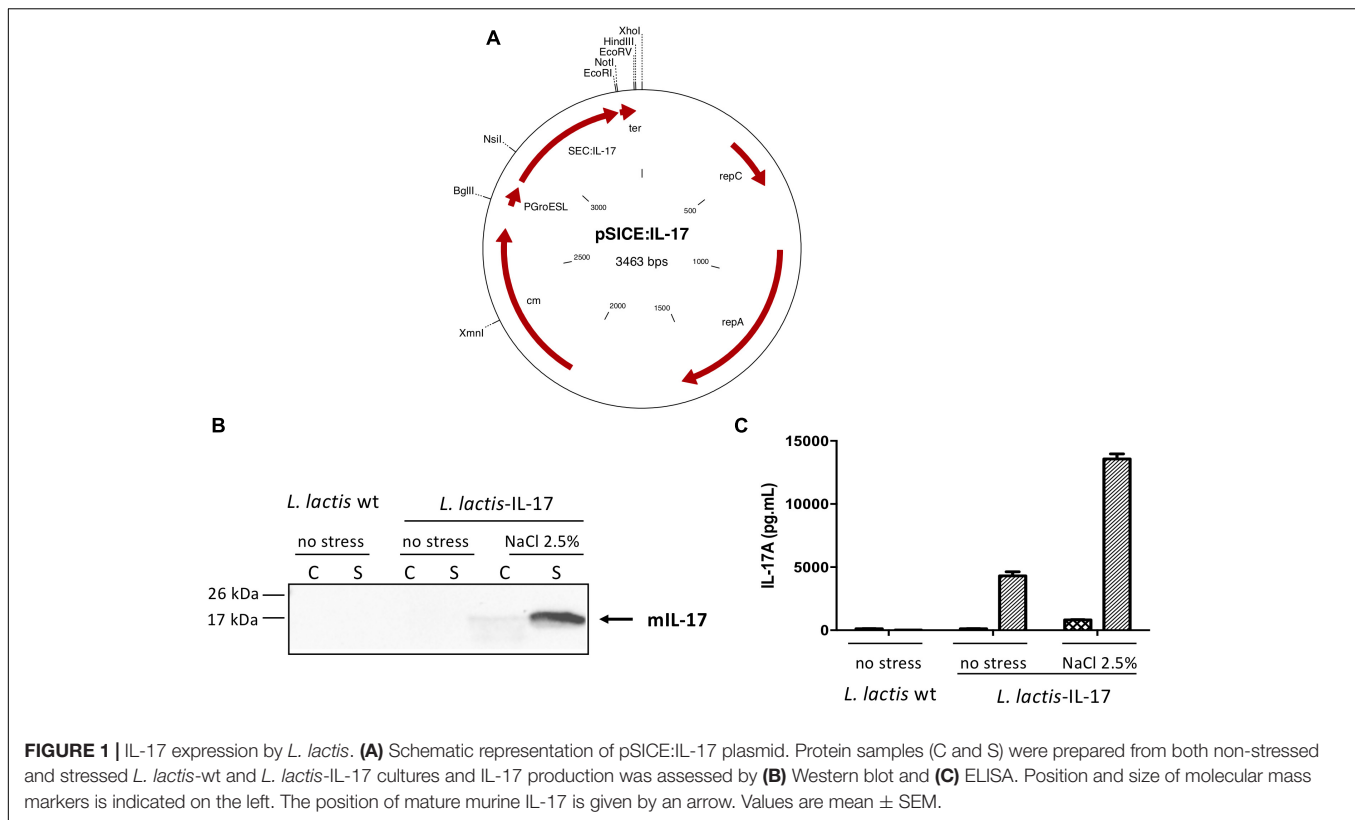 (A)
XhoI
HindIII
EcoRV
NotI
EcoRI
NsiI
BglII
XmnI
ter
SEC:IL-17
PGroESL
cm
repC
repA
500
1000
1500
2000
2500
3000
pSICE:IL-17
3463 bps
B
L. lactis wt
L. lactis-IL-17
no stress
no stress
NaCl 2.5%
C S C S C S
26 kDa
17 kDa
mIL-17
C
IL-17A (pg.mL)
15000
10000
5000
0
no stress
no stress
NaCl 2.5%
L. lactis wt
L. lactis-IL-17
FIGURE 1 | IL-17 expression by L. lactis. (A) Schematic representation of pSICE:IL-17 plasmid. Protein samples (C and S) were prepared from both non-stressed
and stressed L. lactis-wt and L. lactis-IL-17 cultures and IL-17 production was assessed by (B) Western blot and (C) ELISA. Position and size of molecular mass
markers is indicated on the left. The position of mature murine IL-17 is given by an arrow. Values are mean ± SEM.